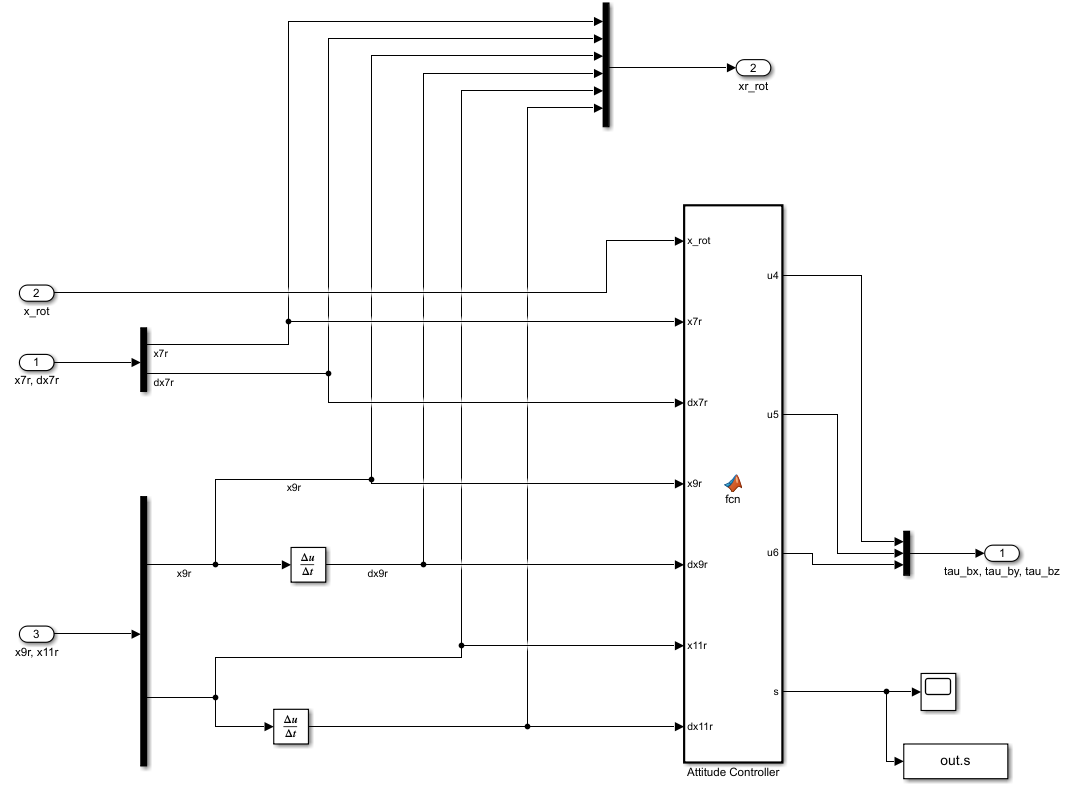 2
xr_rot
x_rot
u4
2
x_rot
x7r
1
x7r, dx7r
x7r
dx7r
dx7r
u5
x9r
x9r
fcn
x9r
Δu
Δt
dx9r
dx9r
u6
1
tau_bx, tau_by, tau_bz
3
x9r, x11r
x11r
s
Δu
Δt
dx11r
out.s
Attitude Controller